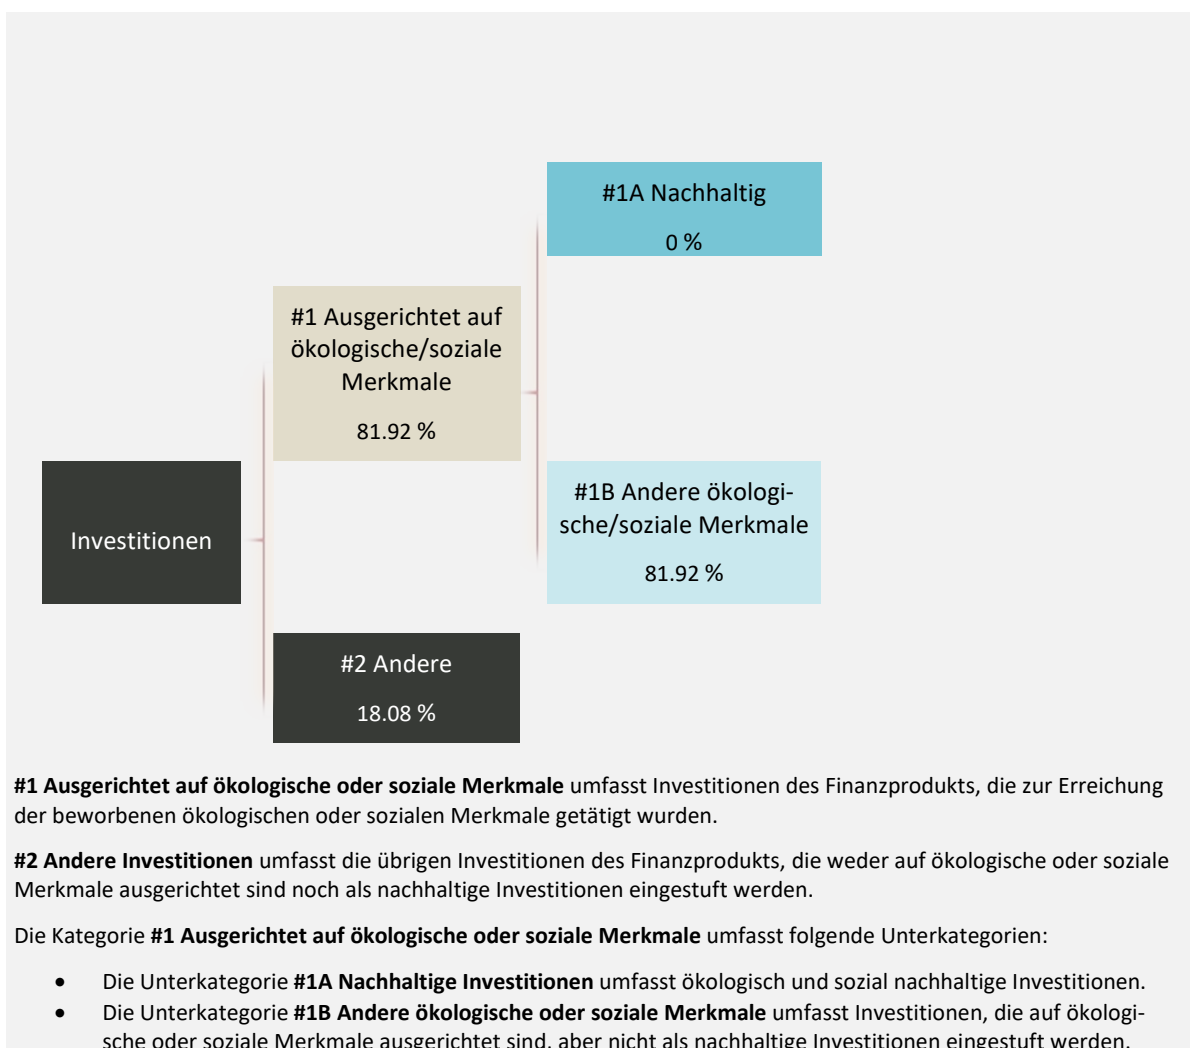 #1A Nachhaltig
0 %
#1 Ausgerichtet auf
ökologische/soziale
Merkmale
81.92 %
#1B Andere ökologi-
sche/soziale Merkmale
81.92 %
Investitionen
#2 Andere
18.08 %
#1 Ausgerichtet auf ökologische oder soziale Merkmale umfasst Investitionen des Finanzprodukts, die zur Erreichung
der beworbenen ökologischen oder sozialen Merkmale getätigt wurden.
#2 Andere Investitionen umfasst die übrigen Investitionen des Finanzprodukts, die weder auf ökologische oder soziale
Merkmale ausgerichtet sind noch als nachhaltige Investitionen eingestuft werden.
Die Kategorie #1 Ausgerichtet auf ökologische oder soziale Merkmale umfasst folgende Unterkategorien:
• Die Unterkategorie #1A Nachhaltige Investitionen umfasst ökologisch und sozial nachhaltige Investitionen.
• Die Unterkategorie #1B Andere ökologische oder soziale Merkmale umfasst Investitionen, die auf ökologi-
sche oder soziale Merkmale ausgerichtet sind, aber nicht als nachhaltige Investitionen eingestuft werden.